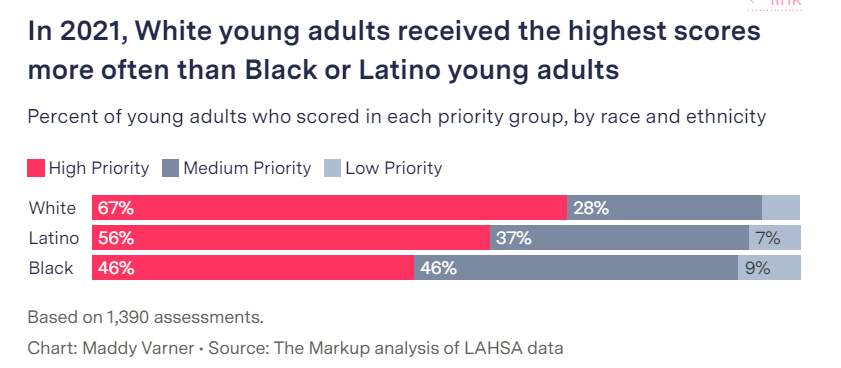 In 2021, White young adults received the highest scores
more often than Black or Latino young adults
Percent of young adults who scored in each priority group, by race and ethnicity
High Priority Medium Priority Low Priority
White 67% 28%
Latino 56% 37% 7%
Black 46% 46% 9%
Based on 1,390 assessments.
Chart: Maddy Varner • Source: The Markup analysis of LAHSA data